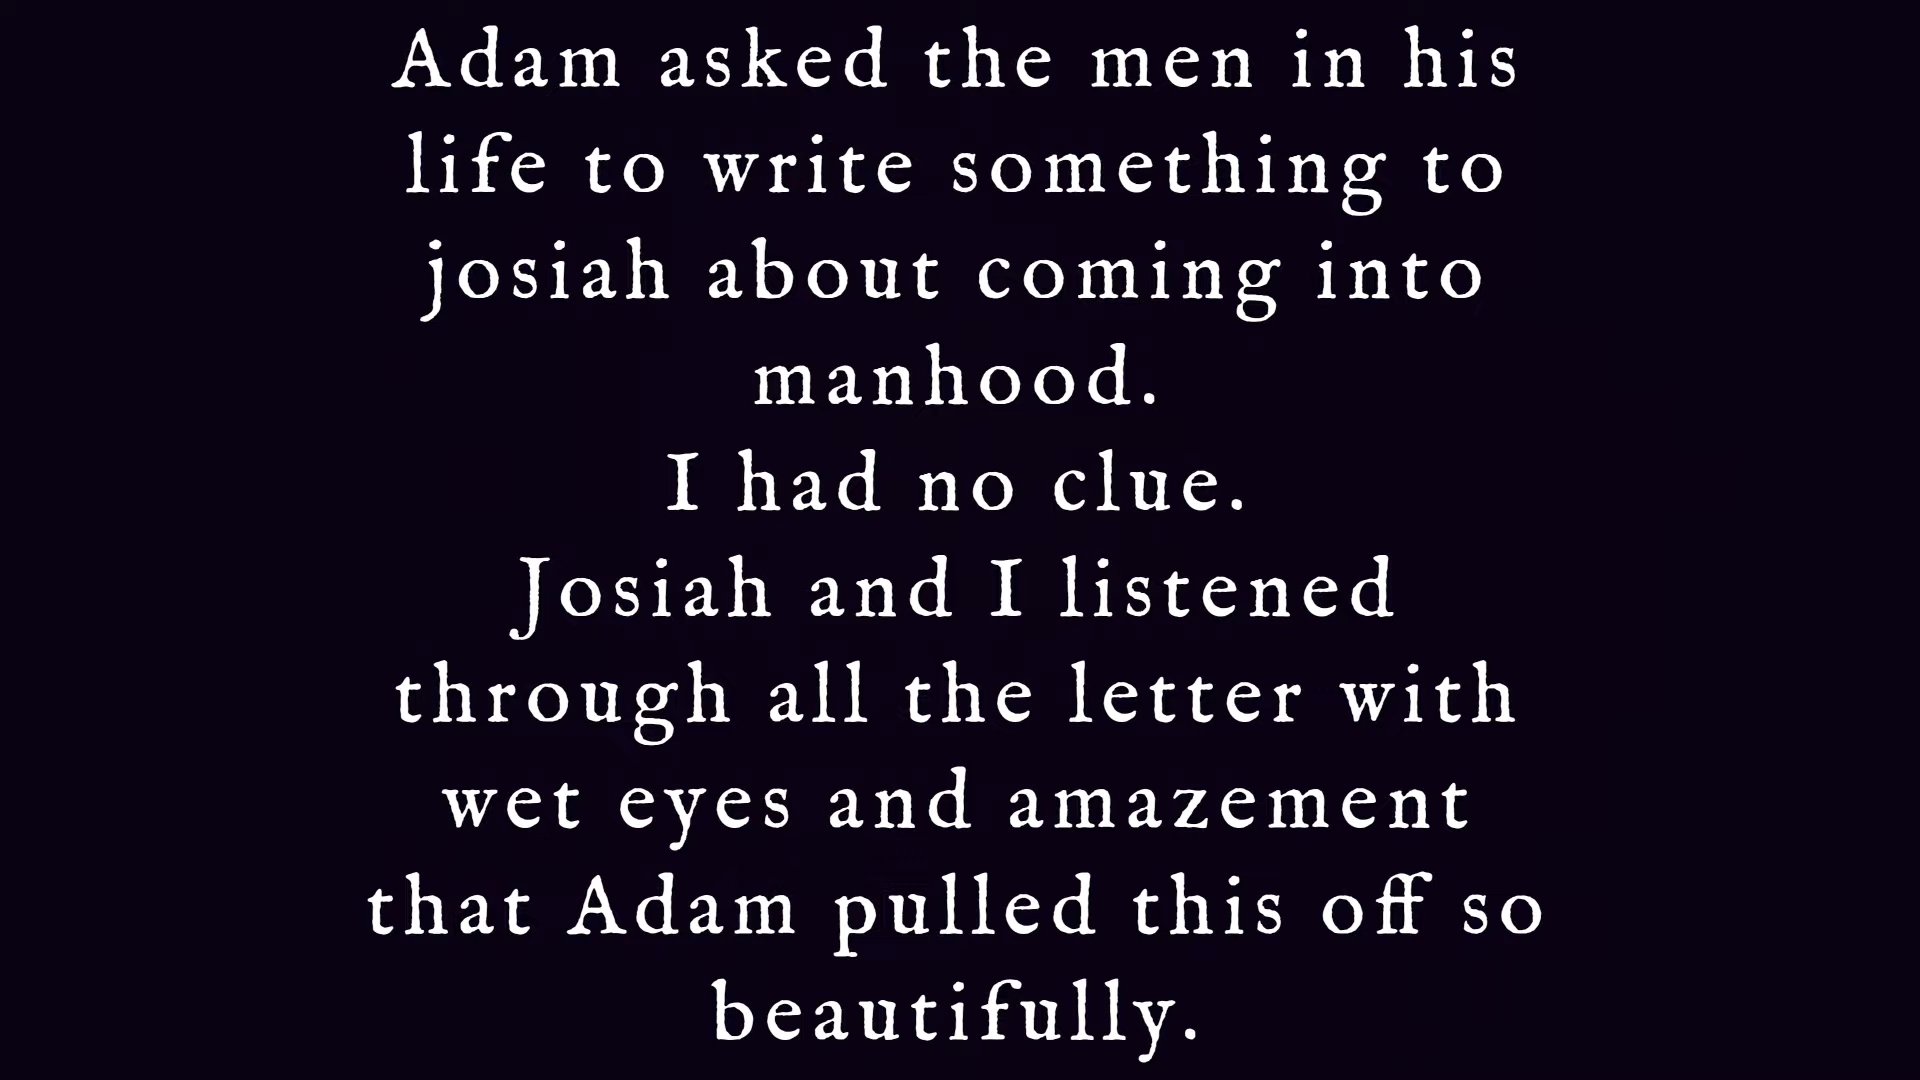 Adam asked the men in his
life to write something to
josiah about coming into
manhood.
I had no clue.
Josiah and I listened
through all the letter with
wet eyes and amazement
that Adam pulled this off so
beautifully.